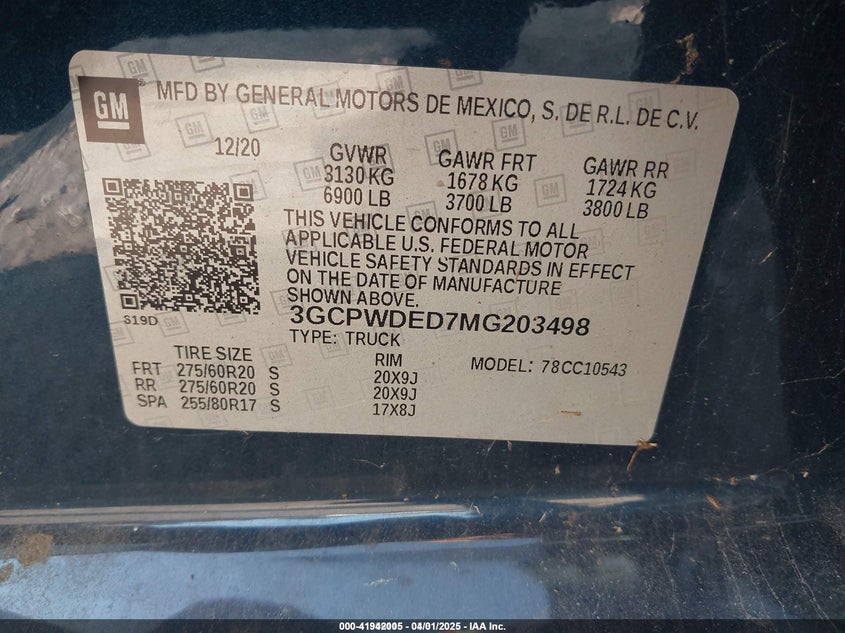 GM
MFD BY GENERAL MOTORS DE MEXICO, S. DE R.L. DE C.V.
12/20
GVWR
3130 KG
6900 LB
GAWR FRT
1678 KG
3700 LB
GAWR RR
1724 KG
3800 LB
THIS VEHICLE CONFORMS TO ALL
APPLICABLE U.S. FEDERAL MOTOR
VEHICLE SAFETY STANDARDS IN EFFECT
ON THE DATE OF MANUFACTURE
SHOWN ABOVE.
S19D
3GCPWDED7MG203498
TYPE: TRUCK
MODEL: 78CC10543
TIRE SIZE RIM
FRT 275/60R20 S 20X9J
RR 275/60R20 S 20X9J
SPA 255/80R17 S 17X8J
000-41942005 - 04/01/2025 - IAA Inc.